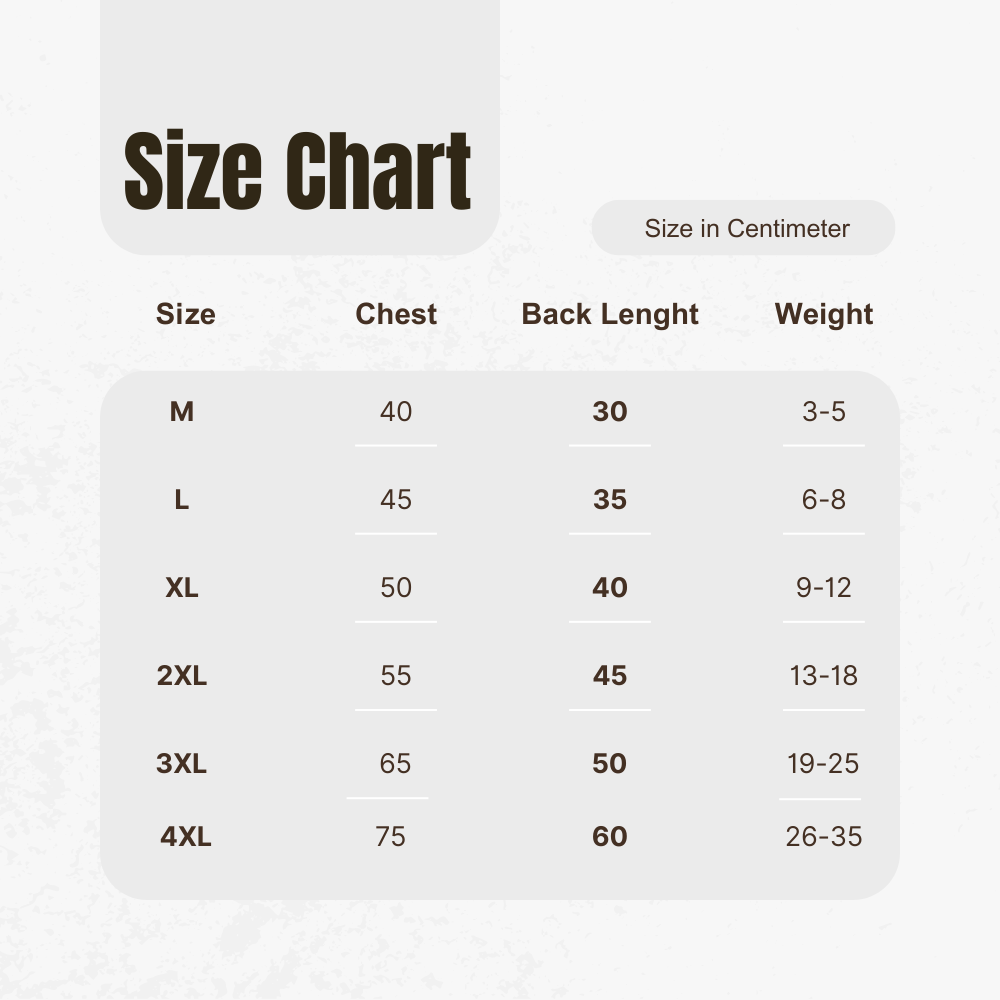 Size Chart
Size in Centimeter
Size Chest Back Lenght Weight
M 40 30 3-5
L 45 35 6-8
XL 50 40 9-12
2XL 55 45 13-18
3XL 65 50 19-25
4XL 75 60 26-35